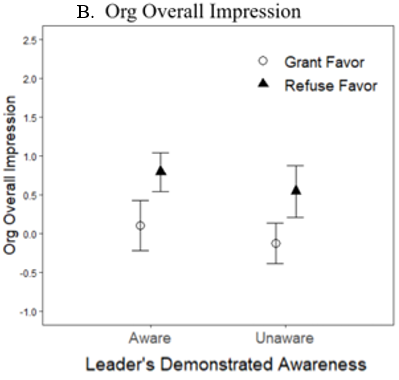 B. Org Overall Impression
2.5
2.0
1.5
1.0
0.5
0.0
-0.5
-1.0
Org Overall Impression
Grant Favor
Refuse Favor
Aware
Unaware
Leader's Demonstrated Awareness